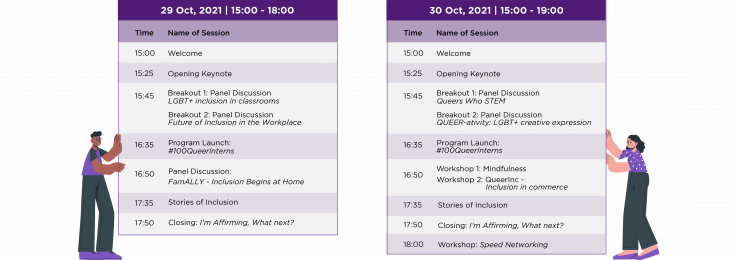 29 Oct, 2021 | 15:00 - 18:00
Time Name of Session
15:00 Welcome
15:25 Opening Keynote
15:45 Breakout 1: Panel Discussion
LGBT+ inclusion in classrooms
Breakout 2: Panel Discussion
Future of Inclusion in the Workplace
16:35 Program Launch:
#100QueerInterns
16:50 Panel Discussion:
FamALLY - Inclusion Begins at Home
17:35 Stories of Inclusion
17:50 Closing: I'm Affirming, What next?
30 Oct, 2021 | 15:00 - 19:00
Time Name of Session
15:00 Welcome
15:25 Opening Keynote
15:45 Breakout 1: Panel Discussion
Queers Who STEM
Breakout 2: Panel Discussion
QUEER-ativity: LGBT+ creative expression
16:35 Program Launch:
#100QueerInterns
16:50 Workshop 1: Mindfulness
Workshop 2: QueerInc -
Inclusion in commerce
17:35 Stories of Inclusion
17:50 Closing: I'm Affirming, What next?
18:00 Workshop: Speed Networking